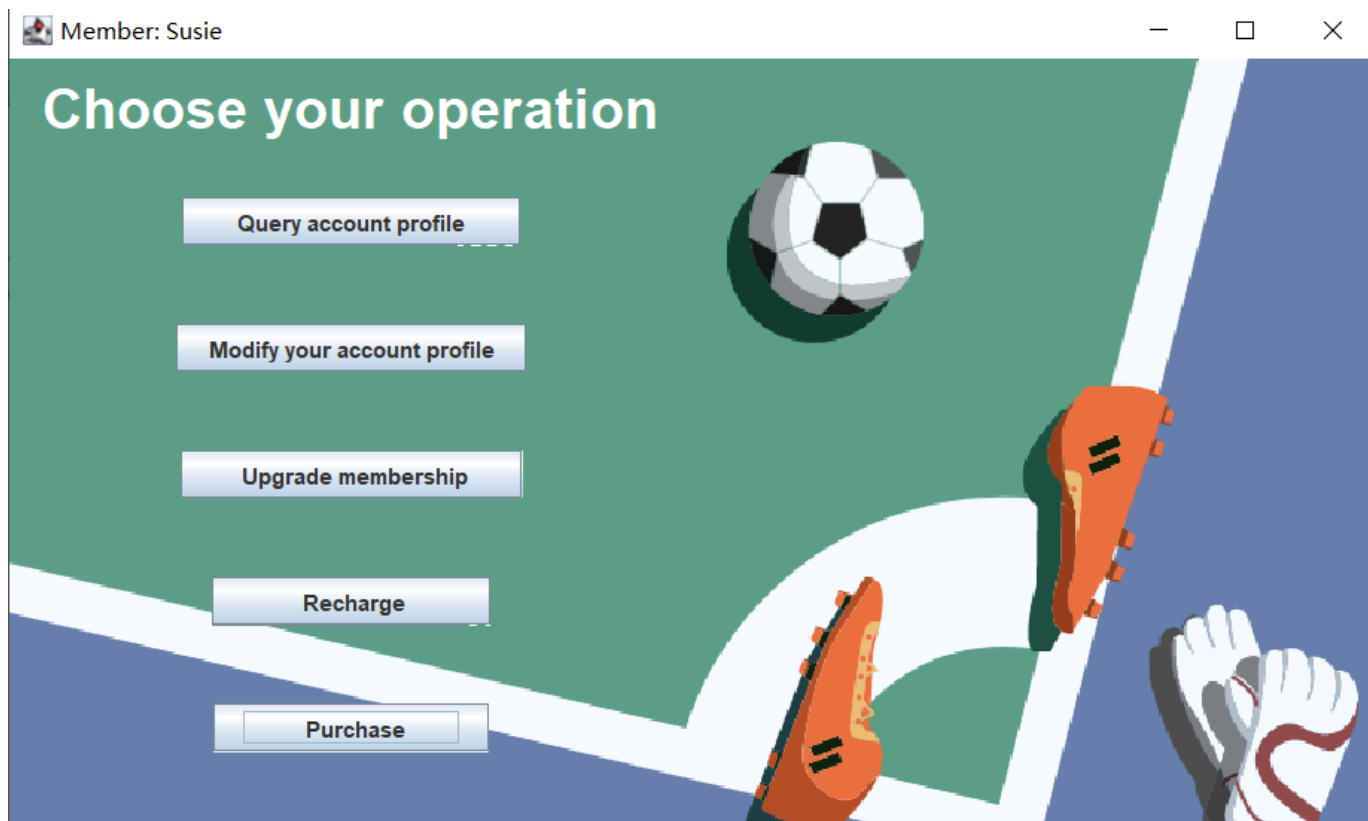 Member: Susie
Choose your operation
Query account profile
Modify your account profile
Upgrade membership
Recharge
Purchase